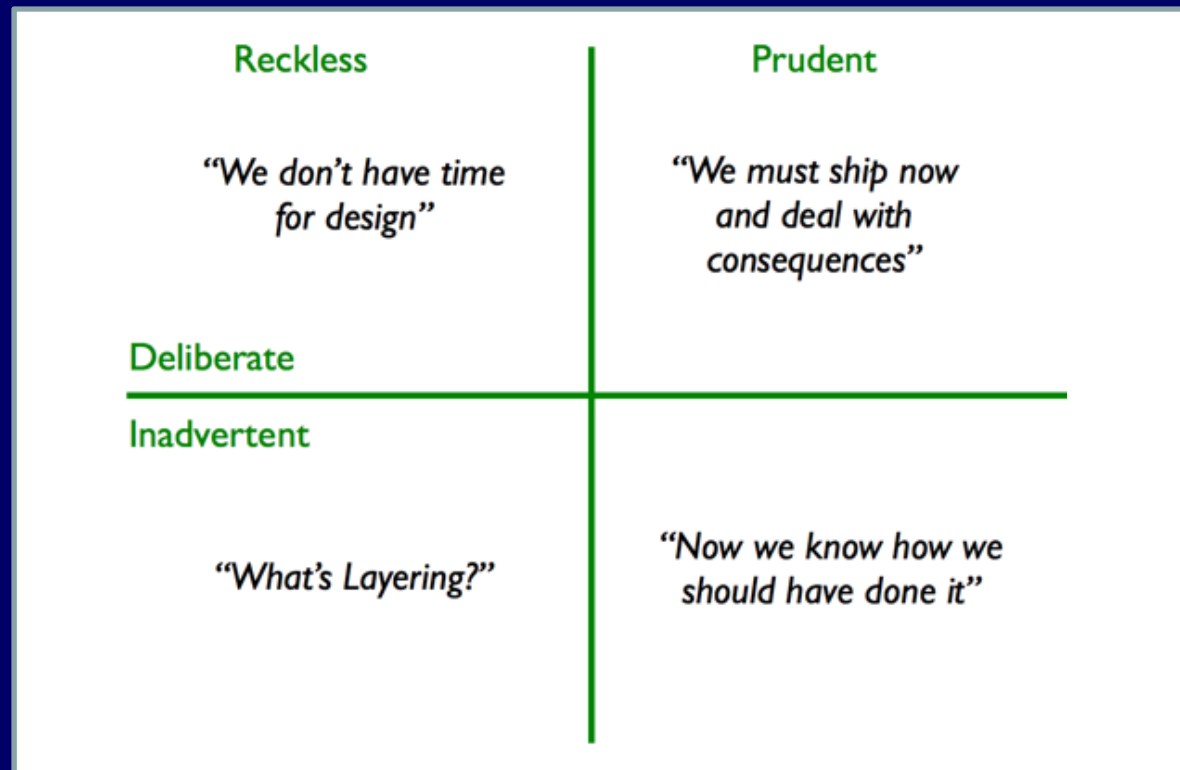 Reckless
Prudent
“We don’t have time
for design”
“We must ship now
and deal with
consequences”
Deliberate
Inadvertent
“What’s Layering?”
“Now we know how we
should have done it”